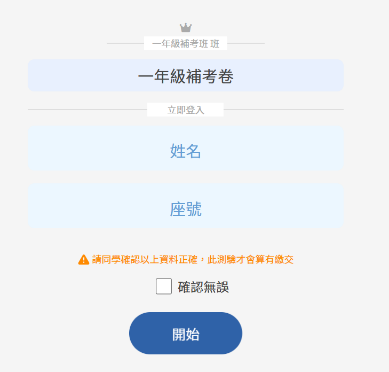 一年級補考班 班
一年級補考卷
立即登入
姓名
座號
請同學確認以上資料正確，此測驗才會算有繳交
確認無誤
開始